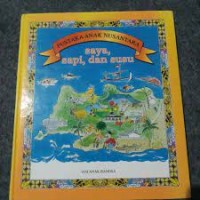 PUSTAKA ANAK NUSANTARA
saya,
sapi, dan susu